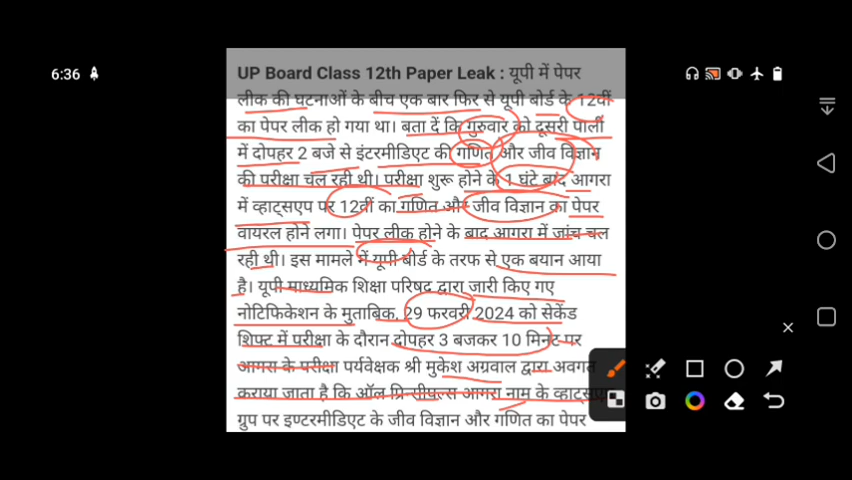 6:36
UP Board Class 12th Paper Leak : यूपी में पेपर
लीक की घटनाओं के बीच एक बार फिर से यूपी बोर्ड के 12वीं
का पेपर लीक हो गया था। बता दें कि गुरुवार को दूसरी पाली
में दोपहर 2 बजे से इंटरमीडिएट की गणित और जीव विज्ञान
की परीक्षा चल रही थी। परीक्षा शुरू होने के 1 घंटे बाद आगरा
में व्हाट्सएप पर 12वीं का गणित और जीव विज्ञान का पेपर
वायरल होने लगा। पेपर लीक होने के बाद आगरा में जांच चल
रही थी। इस मामले में यूपी बोर्ड के तरफ से एक बयान आया
है। यूपी माध्यमिक शिक्षा परिषद द्वारा जारी किए गए
नोटिफिकेशन के मुताबिक, 29 फरवरी 2024 को सेकेंड
शिफ्ट में परीक्षा के दौरान दोपहर 3 बजकर 10 मिनट पर
आगरा के परीक्षा पर्यवेक्षक श्री मुकेश अग्रवाल द्वारा अवगत
कराया जाता है कि ऑल प्रिंसीपल्स आगरा नाम के
ग्रुप पर इण्टरमीडिएट के जीव विज्ञान और गणित का पेपर